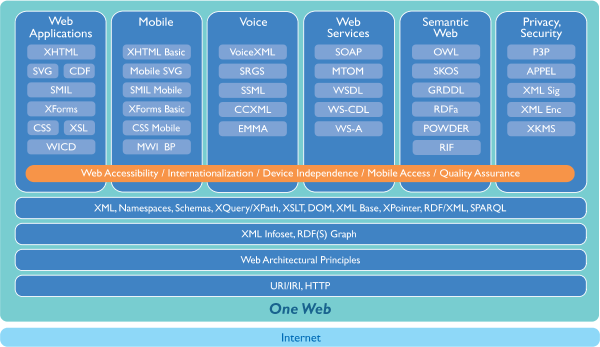 Web Applications
XHTML
SVG CDF
SMIL
XForms
CSS XSL
WICD
Mobile
XHTML Basic
Mobile SVG
SMIL Mobile
XForms Basic
CSS Mobile
MWI BP
Voice
VoiceXML
SRGS
SSML
CCXML
EMMA
Web Services
SOAP
MTOM
WSDL
WS-CDL
WS-A
Semantic Web
OWL
SKOS
GRDDL
RDFa
POWDER
RIF
Privacy, Security
P3P
APPEL
XML Sig
XML Enc
XKMS
Web Accessibility / Internationalization / Device Independence / Mobile Access / Quality Assurance
XML, Namespaces, Schemas, XQuery/XPath, XSLT, DOM, XML Base, XPointer, RDF/XML, SPARQL
XML Infoset, RDF(S) Graph
Web Architectural Principles
URI/IRI, HTTP
One Web
Internet